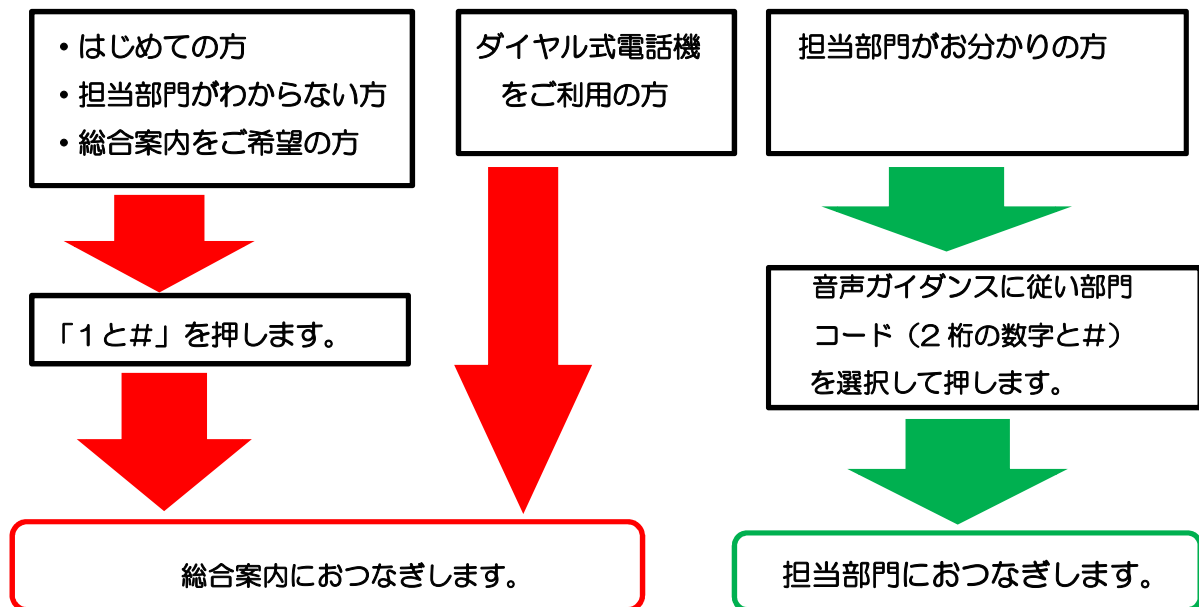 ・はじめての方
・担当部門がわからない方
・総合案内をご希望の方
ダイヤル式電話機
をご利用の方
担当部門がお分かりの方
「1と#」を押します。
音声ガイダンスに従い部門
コード(2桁の数字と#)
を選択して押します。
総合案内におつなぎします。
担当部門におつなぎします。